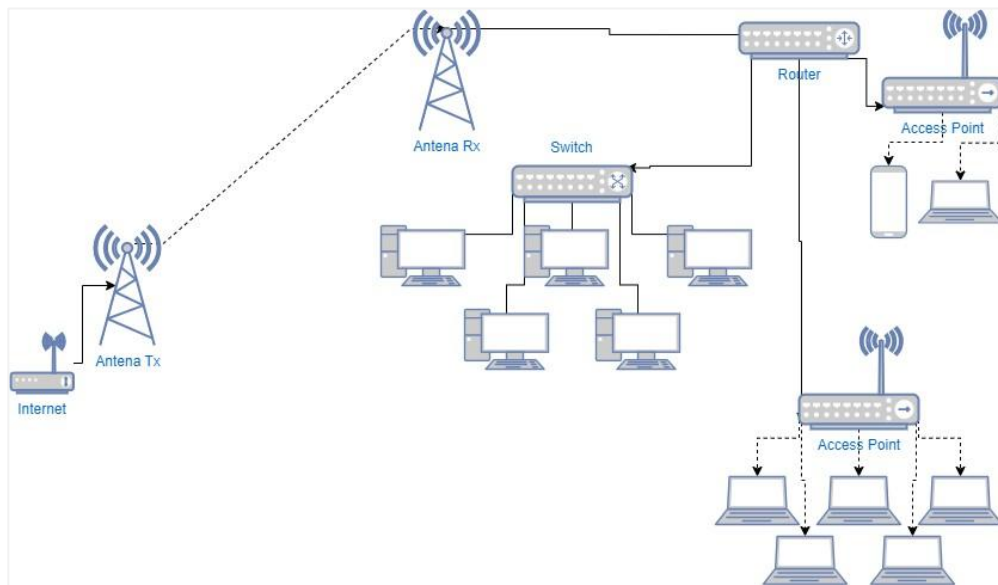 Router
Antena Rx
Access Point
Switch
Antena Tx
Internet
Access Point